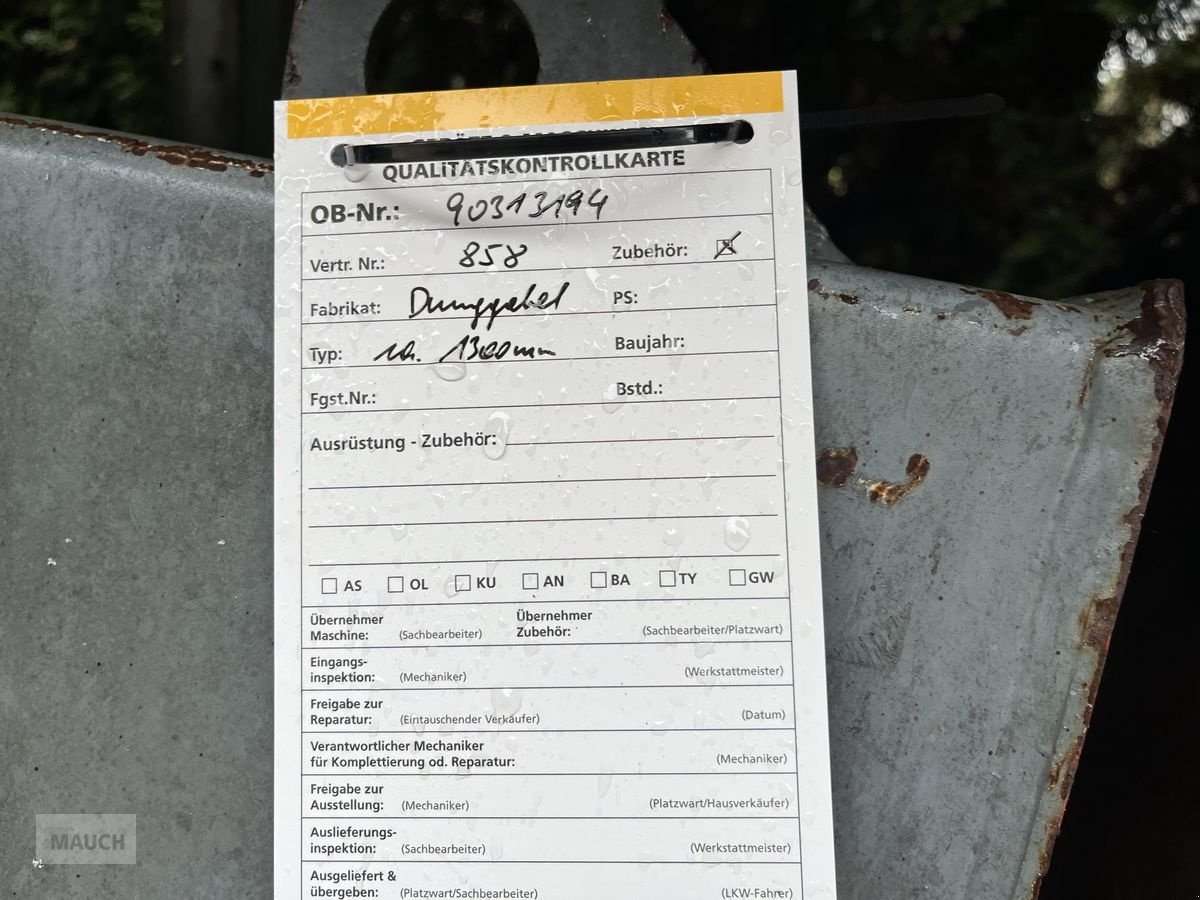 QUALITÄTSKONTROLLKARTE
OB-Nr.: 90313194
Vertr. Nr.: 858 Zubehör: ☒
Fabrikat: Dunggabel PS:
Typ: ca. 1300mm Baujahr:
Fgst.Nr.: Bstd.:
Ausrüstung - Zubehör:
☐ AS ☐ OL ☐ KU ☐ AN ☐ BA ☐ TY ☐ GW
Übernehmer Maschine: (Sachbearbeiter) Übernehmer Zubehör: (Sachbearbeiter/Platzwart)
Eingangs-
inspektion: (Mechaniker) (Werkstattmeister)
Freigabe zur
Reparatur: (Eintauschender Verkäufer) (Datum)
Verantwortlicher Mechaniker
für Komplettierung od. Reparatur: (Mechaniker)
Freigabe zur
Ausstellung: (Mechaniker) (Platzwart/Hausverkäufer)
Auslieferungs-
inspektion: (Sachbearbeiter) (Werkstattmeister)
Ausgeliefert &
übergeben: (Platzwart/Sachbearbeiter) (LKW-Fahrer)
MAUCH